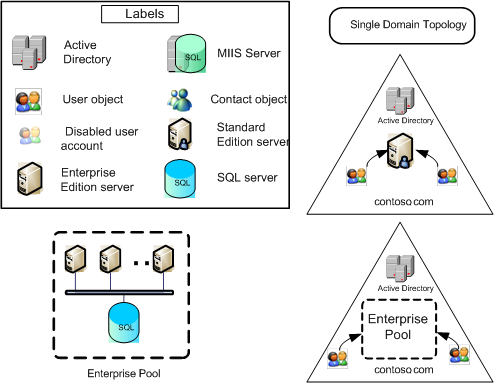 Labels
Active
Directory
SQL
MIIS Server
User object
Contact object
Disabled user
account
Standard
Edition server
Enterprise
Edition server
SQL
SQL server
SQL
Enterprise Pool
Single Domain Topology
Active Directory
contoso.com
Active Directory
Enterprise
Pool
contoso.com